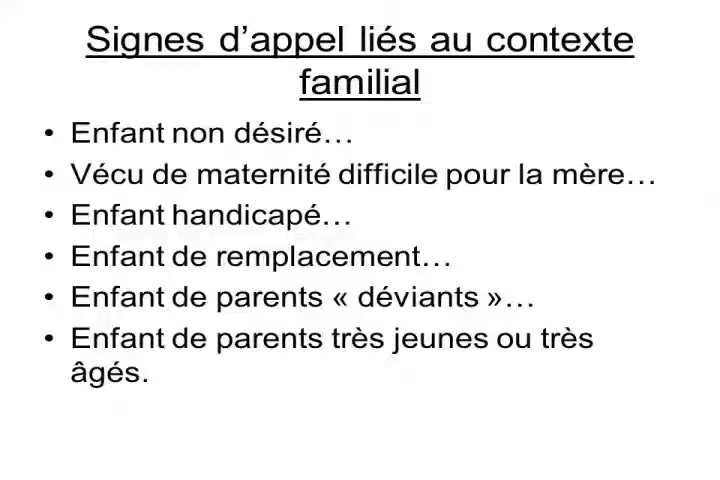 Signes d’appel liés au contexte
familial
• Enfant non désiré…
• Vécu de maternité difficile pour la mère…
• Enfant handicapé…
• Enfant de remplacement…
• Enfant de parents « déviants »…
• Enfant de parents très jeunes ou très
âgés.